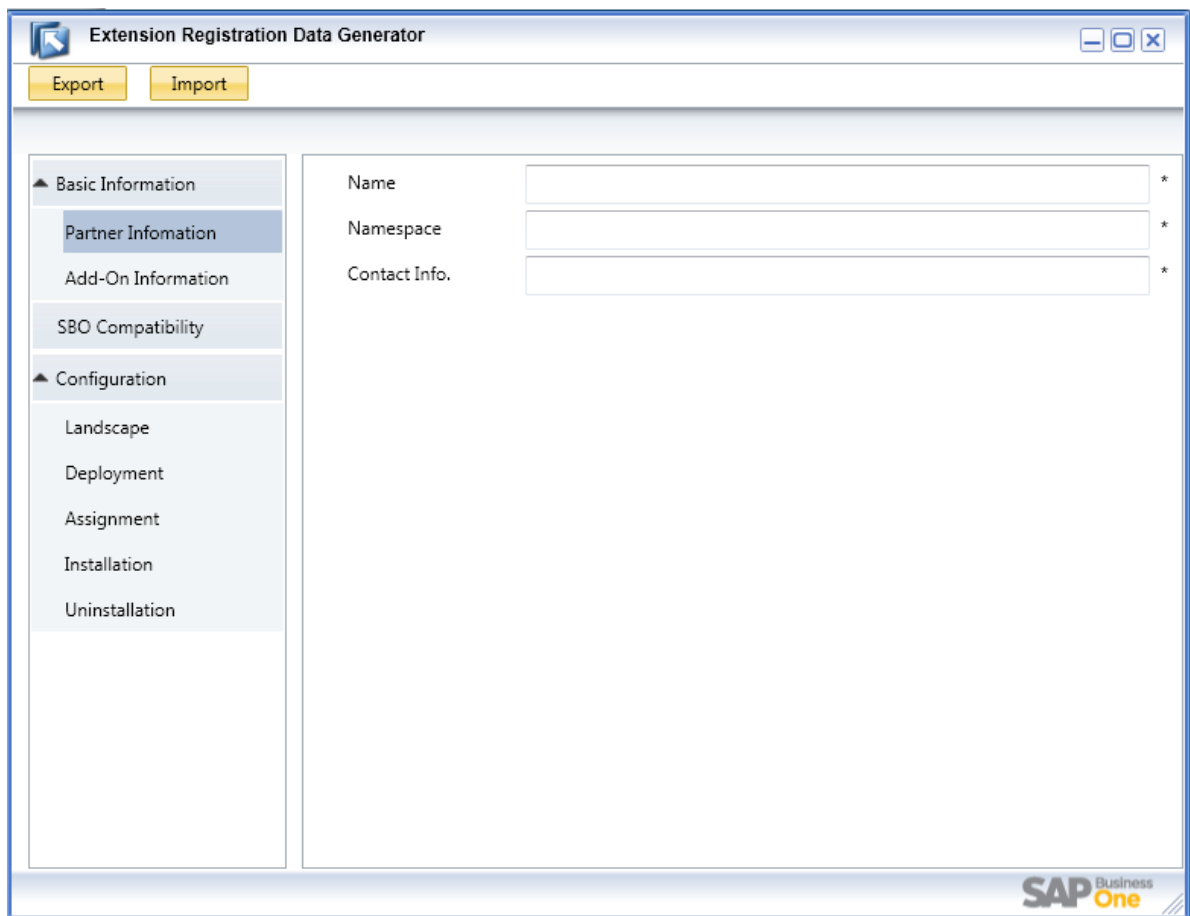 Extension Registration Data Generator
Export Import
Basic Information
Partner Infomation
Add-On Information
SBO Compatibility
Configuration
Landscape
Deployment
Assignment
Installation
Uninstallation
Name *
Namespace *
Contact Info. *
SAP Business One